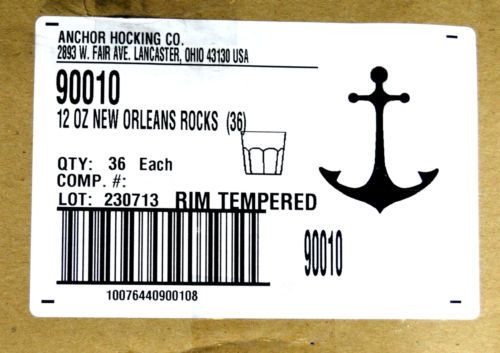 ANCHOR HOCKING CO.
2893 W. FAIR AVE. LANCASTER, OHIO 43130 USA
90010
12 OZ NEW ORLEANS ROCKS (36)
QTY: 36 Each
COMP. #:
LOT: 230713 RIM TEMPERED
90010
10076440900108